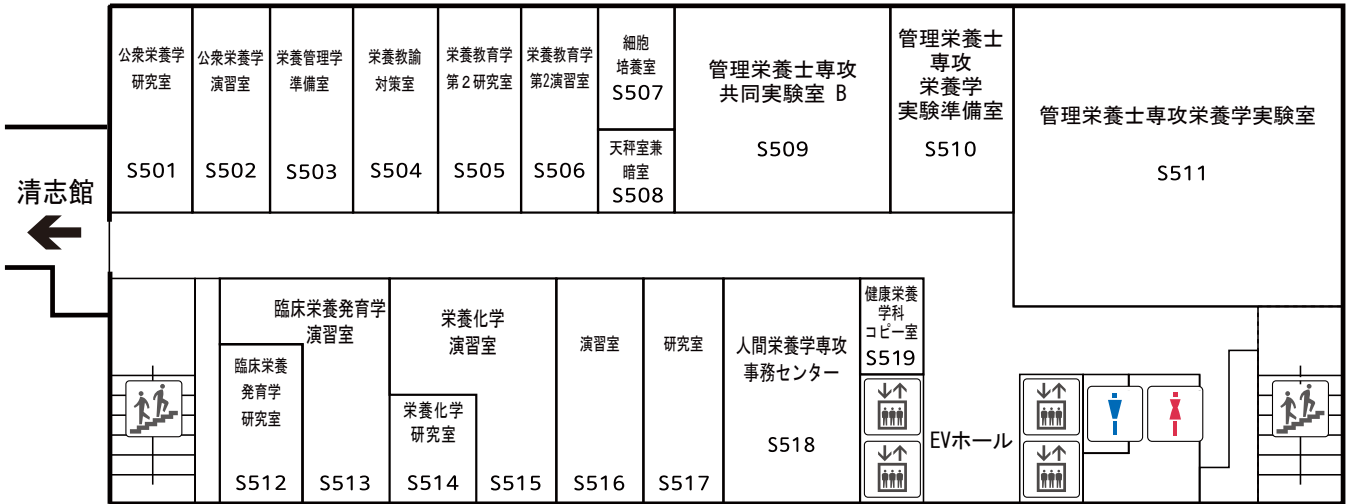 公衆栄養学
研究室
S501
公衆栄養学
演習室
S502
栄養管理学
準備室
S503
栄養教諭
対策室
S504
栄養教育学
第2研究室
S505
栄養教育学
第2演習室
S506
細胞
培養室
S507
天秤室兼
暗室
S508
管理栄養士専攻
共同実験室 B
S509
管理栄養士
専攻
栄養学
実験準備室
S510
管理栄養士専攻栄養学実験室
S511
清志館
臨床栄養
発育学
研究室
S512
臨床栄養発育学
演習室
S513
栄養化学
研究室
S514
栄養化学
演習室
S515
演習室
S516
研究室
S517
人間栄養学専攻
事務センター
S518
健康栄養
学科
コピー室
S519
EVホール